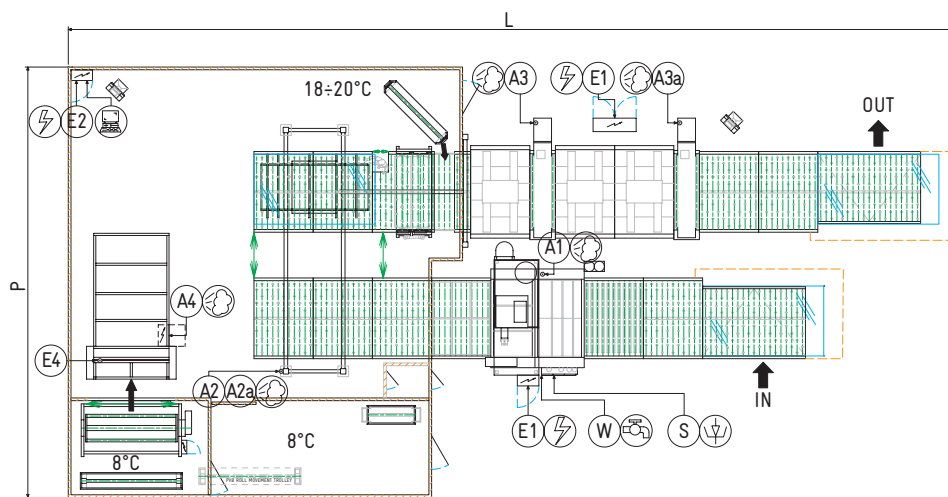 L
A3
E1
A3a
OUT
18÷20°C
E2
A1
P
A4
E4
A2 A2a
IN
E1
W
S
8°C
8°C
PVB ROLL MOVEMENT TROLLEY